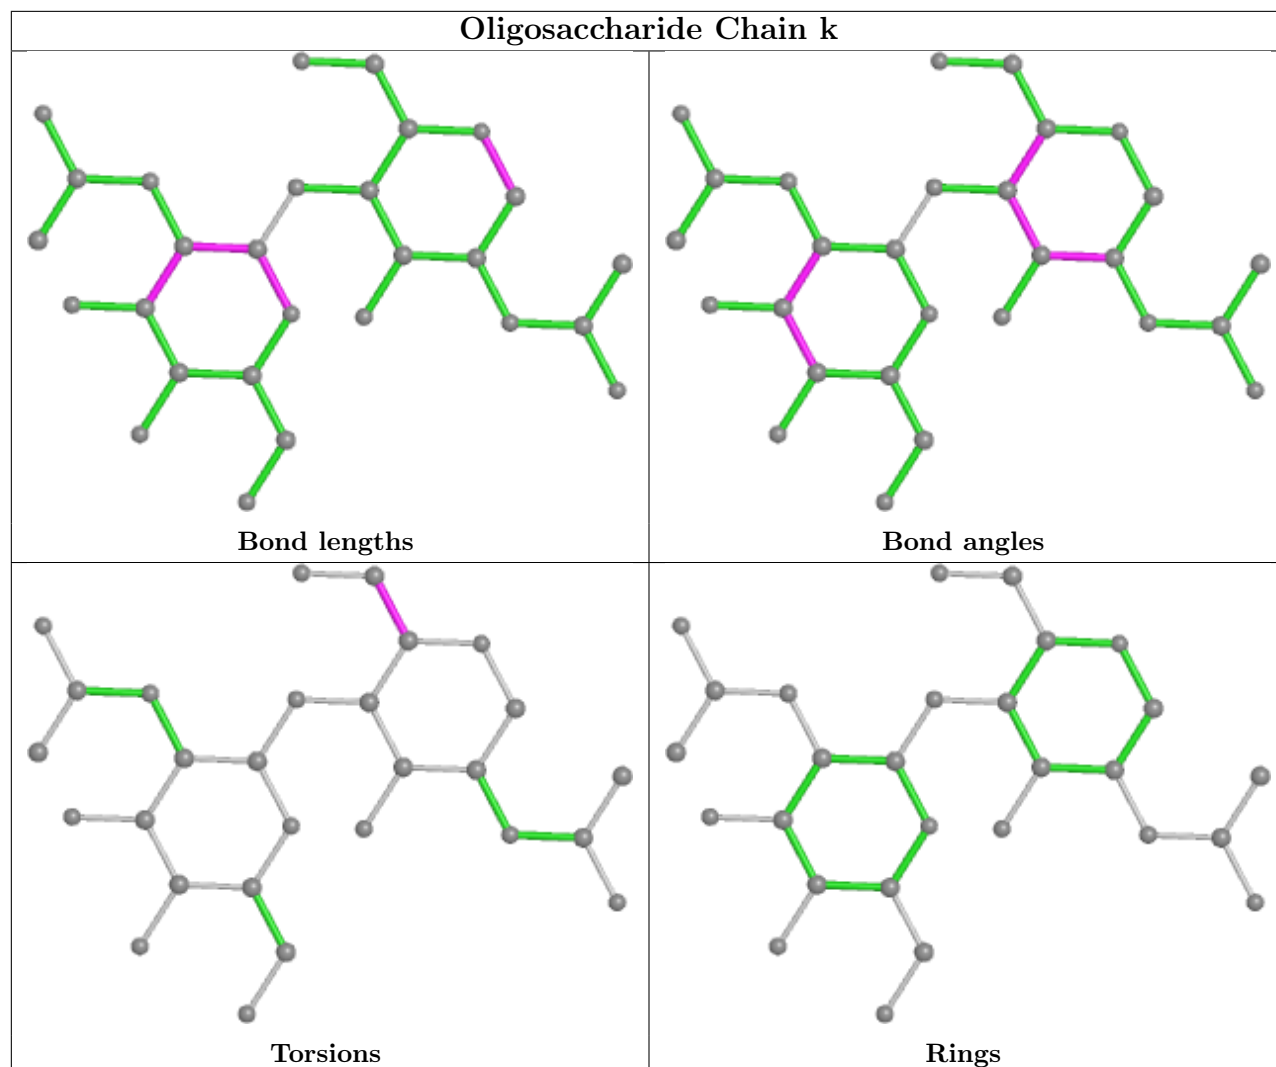 Oligosaccharide Chain k
Bond lengths
Bond angles
Torsions
Rings